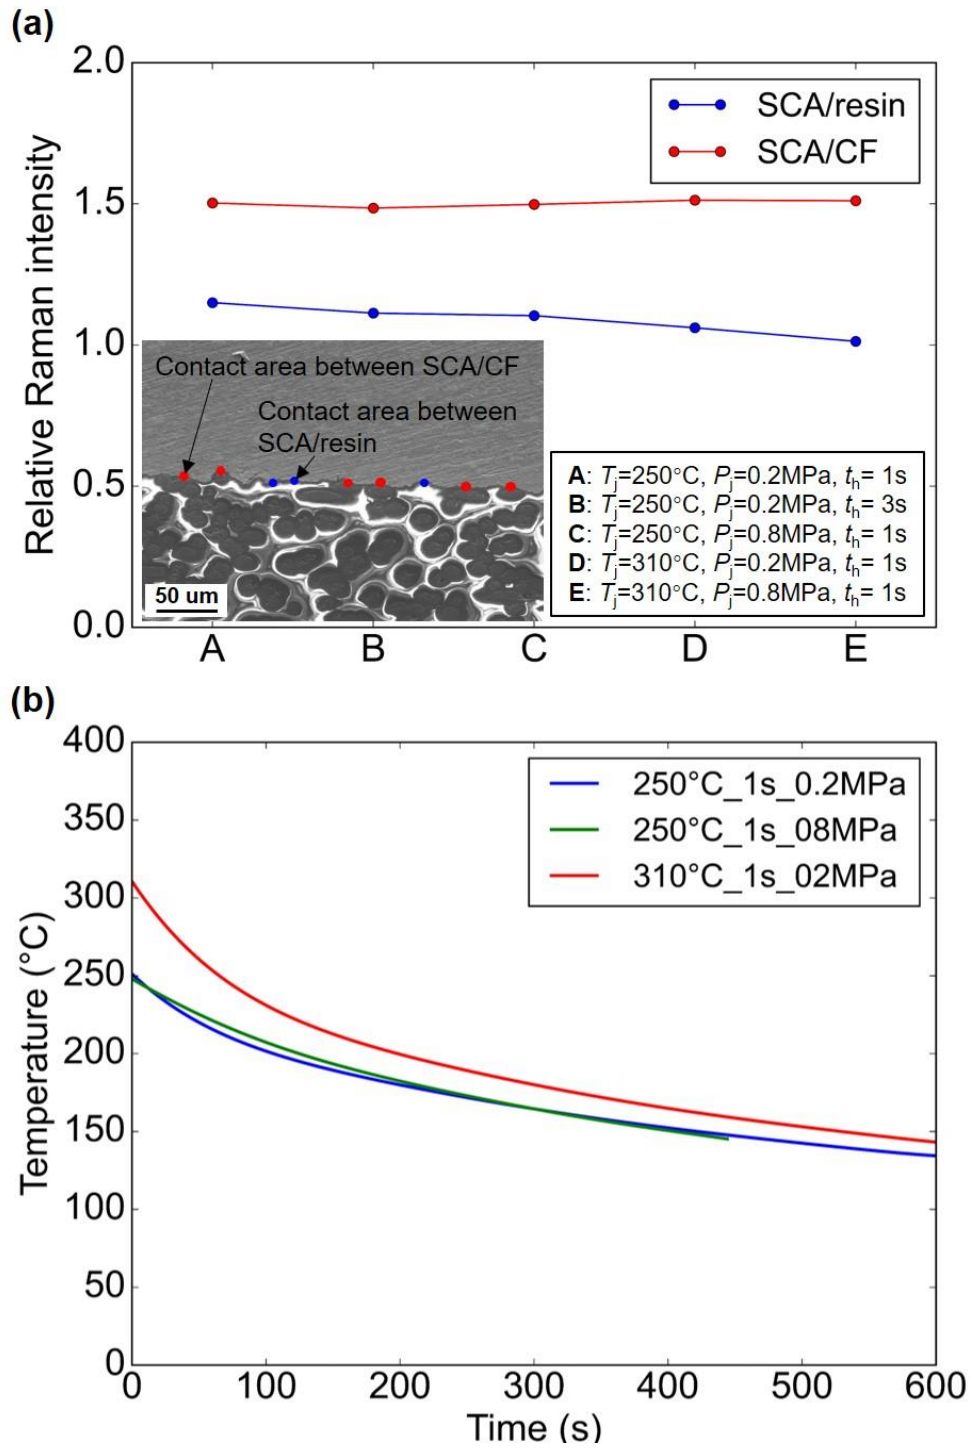 (a)
2.0
1.5
1.0
0.5
0.0
Relative Raman intensity
SCA/resin
SCA/CF
Contact area between SCA/CF
Contact area between
SCA/resin
50 um
A: Tj=250°C, Pj=0.2MPa, th= 1s
B: Tj=250°C, Pj=0.2MPa, th= 3s
C: Tj=250°C, Pj=0.8MPa, th= 1s
D: Tj=310°C, Pj=0.2MPa, th= 1s
E: Tj=310°C, Pj=0.8MPa, th= 1s
A B C D E
(b)
400
350
300
250
200
150
100
50
0
Temperature (°C)
250°C_1s_0.2MPa
250°C_1s_08MPa
310°C_1s_02MPa
0 100 200 300 400 500 600
Time (s)